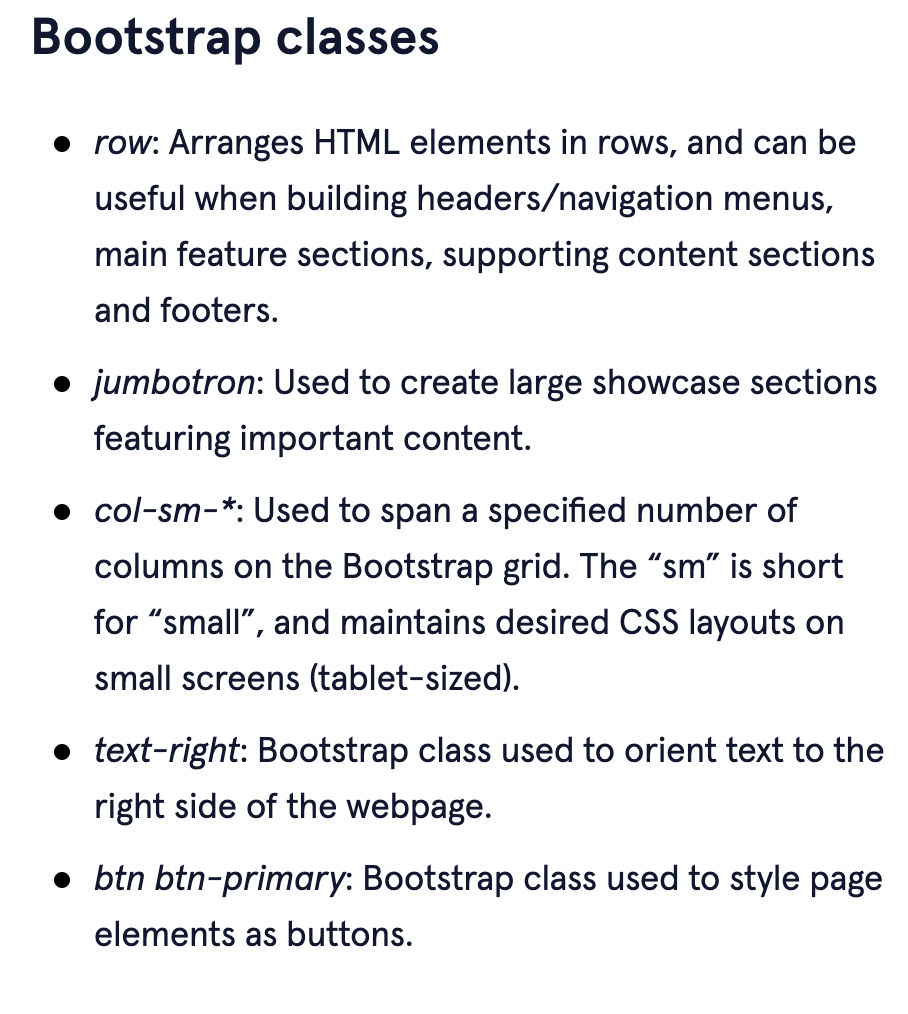 Bootstrap classes
● row: Arranges HTML elements in rows, and can be
useful when building headers/navigation menus,
main feature sections, supporting content sections
and footers.
● jumbotron: Used to create large showcase sections
featuring important content.
● col-sm-*: Used to span a specified number of
columns on the Bootstrap grid. The “sm” is short
for “small”, and maintains desired CSS layouts on
small screens (tablet-sized).
● text-right: Bootstrap class used to orient text to the
right side of the webpage.
● btn btn-primary: Bootstrap class used to style page
elements as buttons.